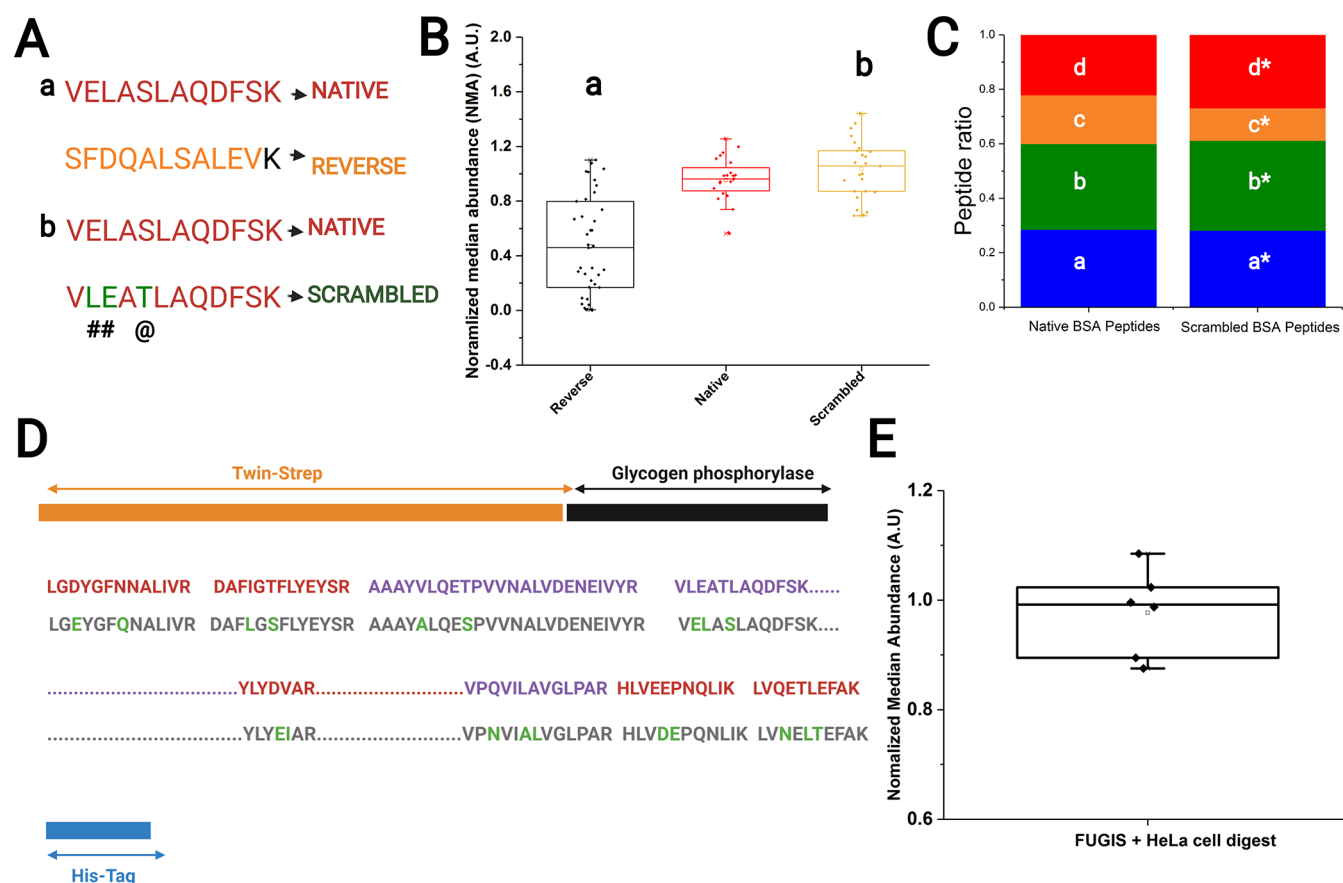 A
a VELASLAQDFSK NATIVE
SFDQALSALEVK REVERSE
b VELASLAQDFSK NATIVE
VLEATLAQDFSK SCRAMBLED
## @
B
Noramlized median abundance (NMA) (A.U.)
2.0
1.6
1.2
0.8
0.4
0.0
-0.4
a
b
Reverse
Native
Scrambled
C
Peptide ratio
1.0
0.8
0.6
0.4
0.2
0.0
d
c
b
a
d*
c*
b*
a*
Native BSA Peptides
Scrambled BSA Peptides
D
Twin-Strep
Glycogen phosphorylase
LGDYGFNNALIVR DAFIGTFLYEYSR AAAYVLQETPVVNALVDENEIVYR VLEATLAQDFSK......
LGEYGFQNALIVR DAFLGSFLYEYSR AAAYALQESPVVNALVDENEIVYR VELASLAQDFSK....
...................................YLYDVAR...........................VPQVILAVGLPAR HLVEEPNQLIK LVQETLEFAK
....................................YLYEIAR...........................VPNVIALVGLPAR HLVDEPQNLIK LVNELTEFAK
His-Tag
E
Nomalized Median Abundance (A.U)
1.2
1.0
0.8
0.6
FUGIS + HeLa cell digest